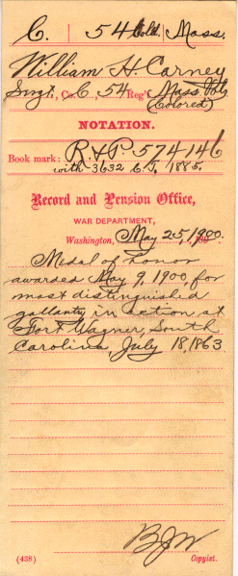 C. | 54 Cold. | Mass.
William H. Carney
Sergt., Co. C, 54 Reg't Mass. Inf.
(Colored)
NOTATION.
Book mark: R&P-574146
with 3632 C.J. 1885.
Record and Pension Office,
WAR DEPARTMENT,
Washington, May 25, 1900.
Medal of Honor
awarded May 9, 1900, for
most distinguished
gallantry in action at
Fort Wagner, South
Carolina, July 18, 1863
BJW
(438) Copyist.